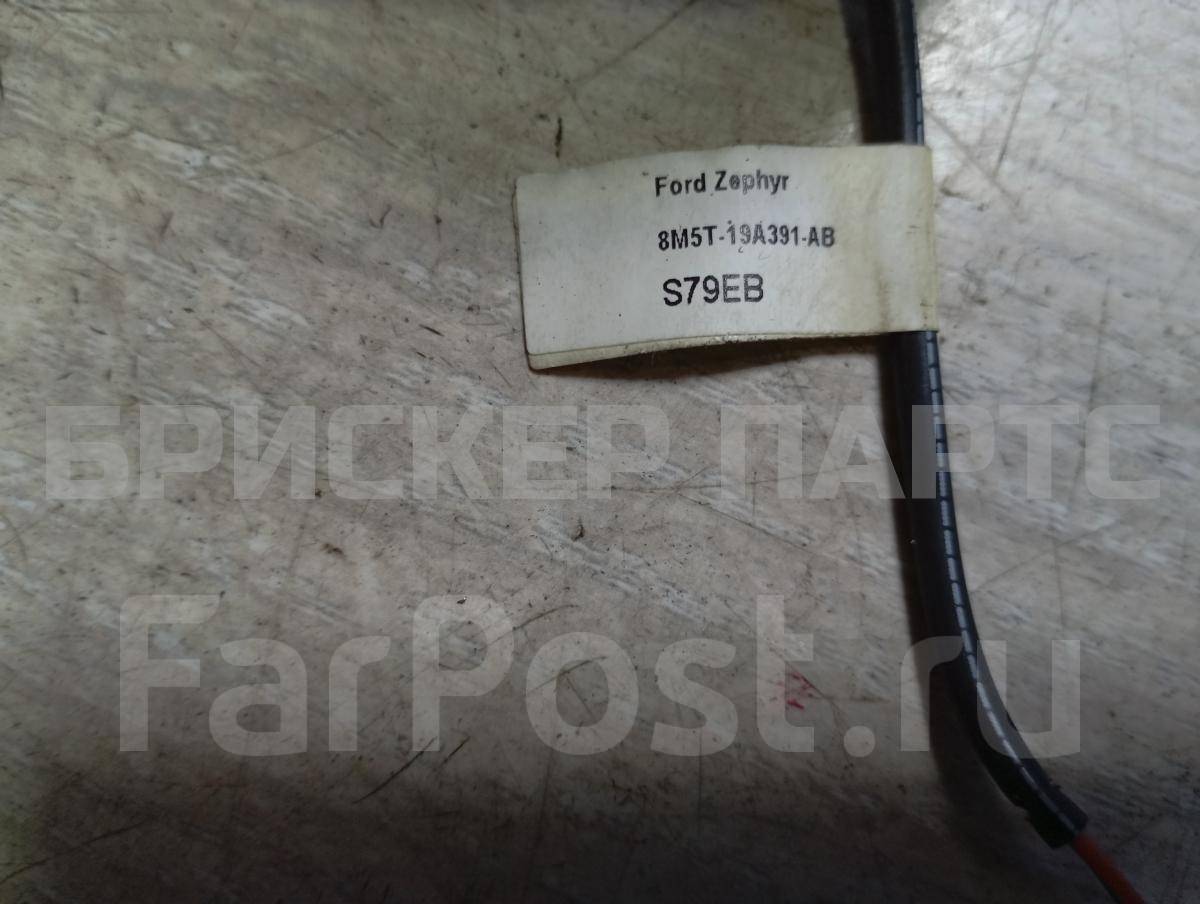 Ford Zephyr
8M5T-19A391-AB
S79EB
БРИСКЕР ПАРТС
FarPost.ru